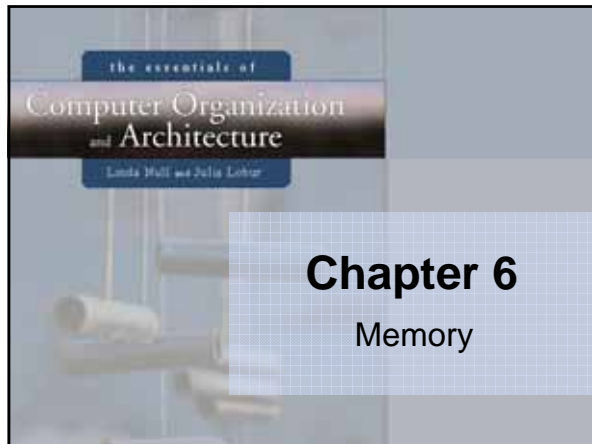 the essentials of
Computer Organization
and Architecture
Linda Null and Julia Lobur
Chapter 6
Memory